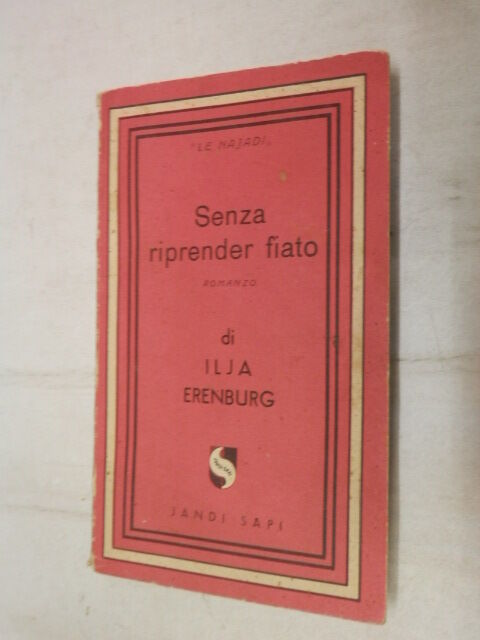 "LE NAJADI"
Senza
riprender fiato
ROMANZO
di
ILJA
ERENBURG
JANDI SAPI